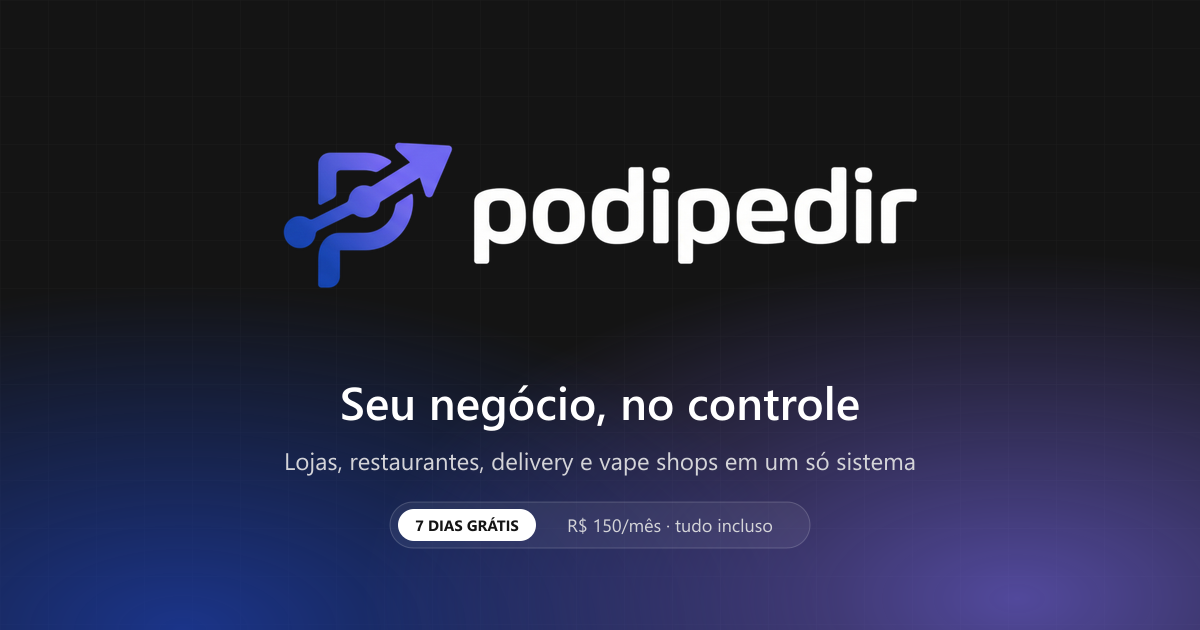 podipedir
Seu negócio, no controle
Lojas, restaurantes, delivery e vape shops em um só sistema
7 DIAS GRÁTIS
R$ 150/mês · tudo incluso